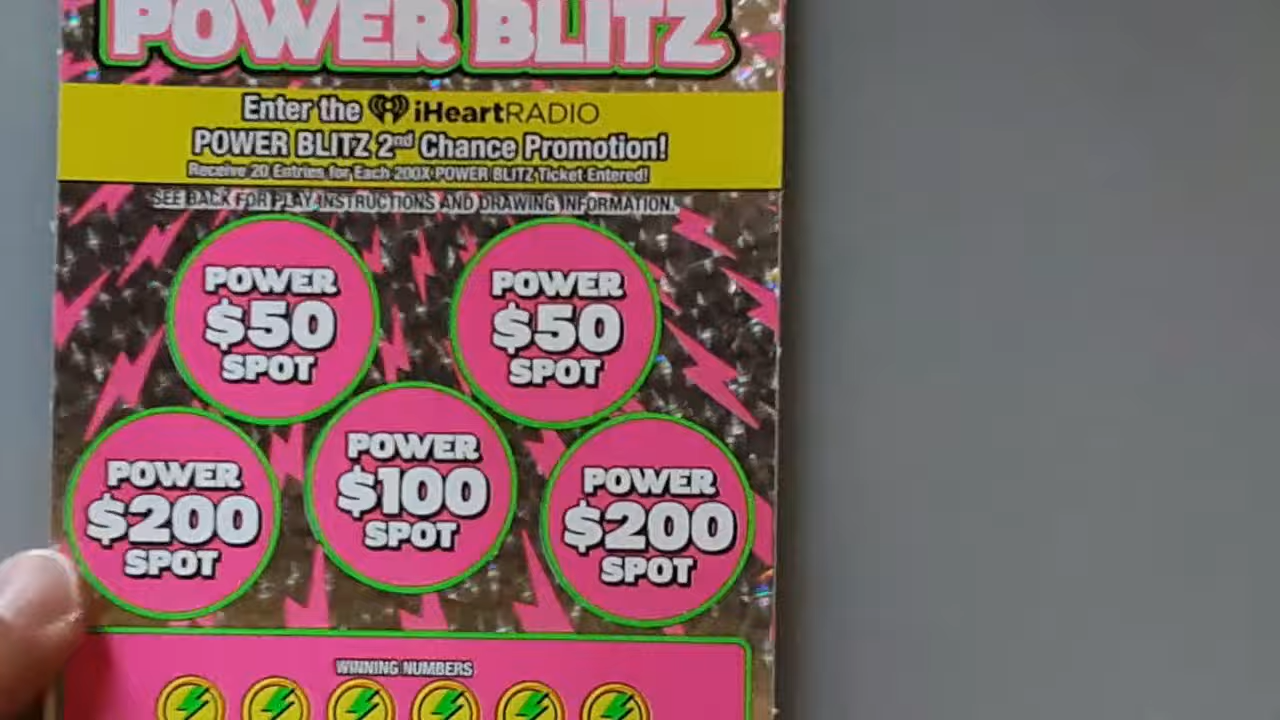 POWER BLITZ
Enter the iHeartRADIO
POWER BLITZ 2nd Chance Promotion!
Receive 20 Entries for Each 200X POWER BLITZ Ticket Entered!
SEE BACK FOR PLAY INSTRUCTIONS AND DRAWING INFORMATION.
POWER
$50
SPOT
POWER
$50
SPOT
POWER
$200
SPOT
POWER
$100
SPOT
POWER
$200
SPOT
WINNING NUMBERS